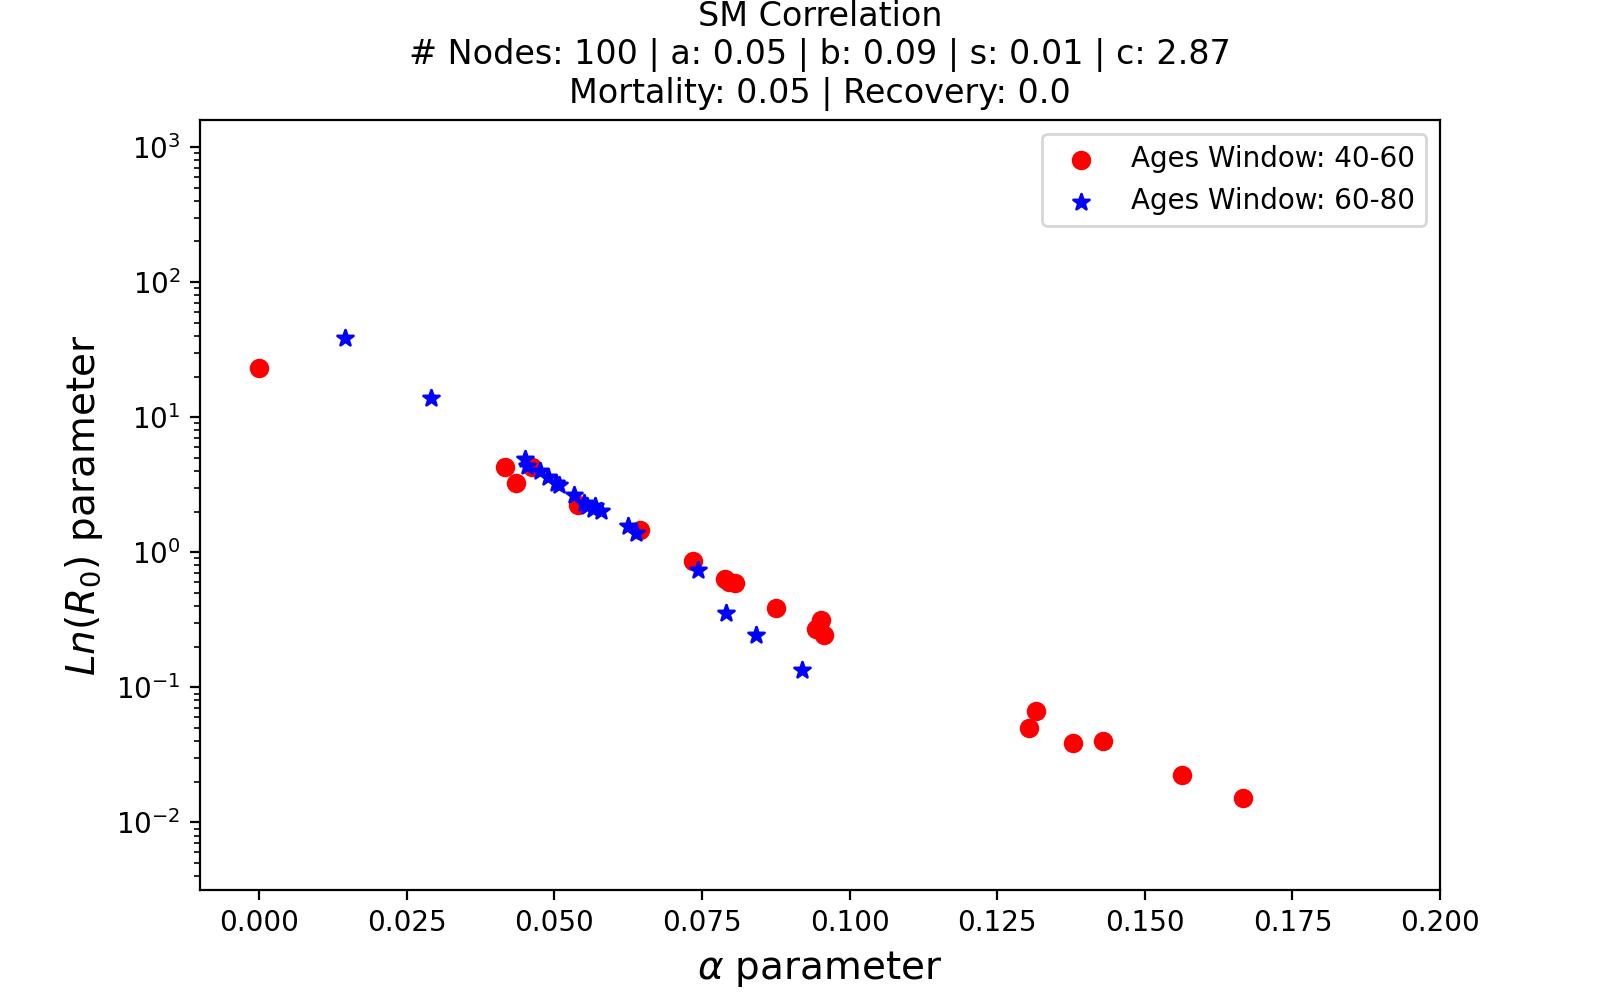 SM Correlation
# Nodes: 100 | a: 0.05 | b: 0.09 | s: 0.01 | c: 2.87
Mortality: 0.05 | Recovery: 0.0
Ages Window: 40-60
Ages Window: 60-80
10³
10²
10¹
10⁰
10⁻¹
10⁻²
Ln(R₀) parameter
0.000 0.025 0.050 0.075 0.100 0.125 0.150 0.175 0.200
α parameter